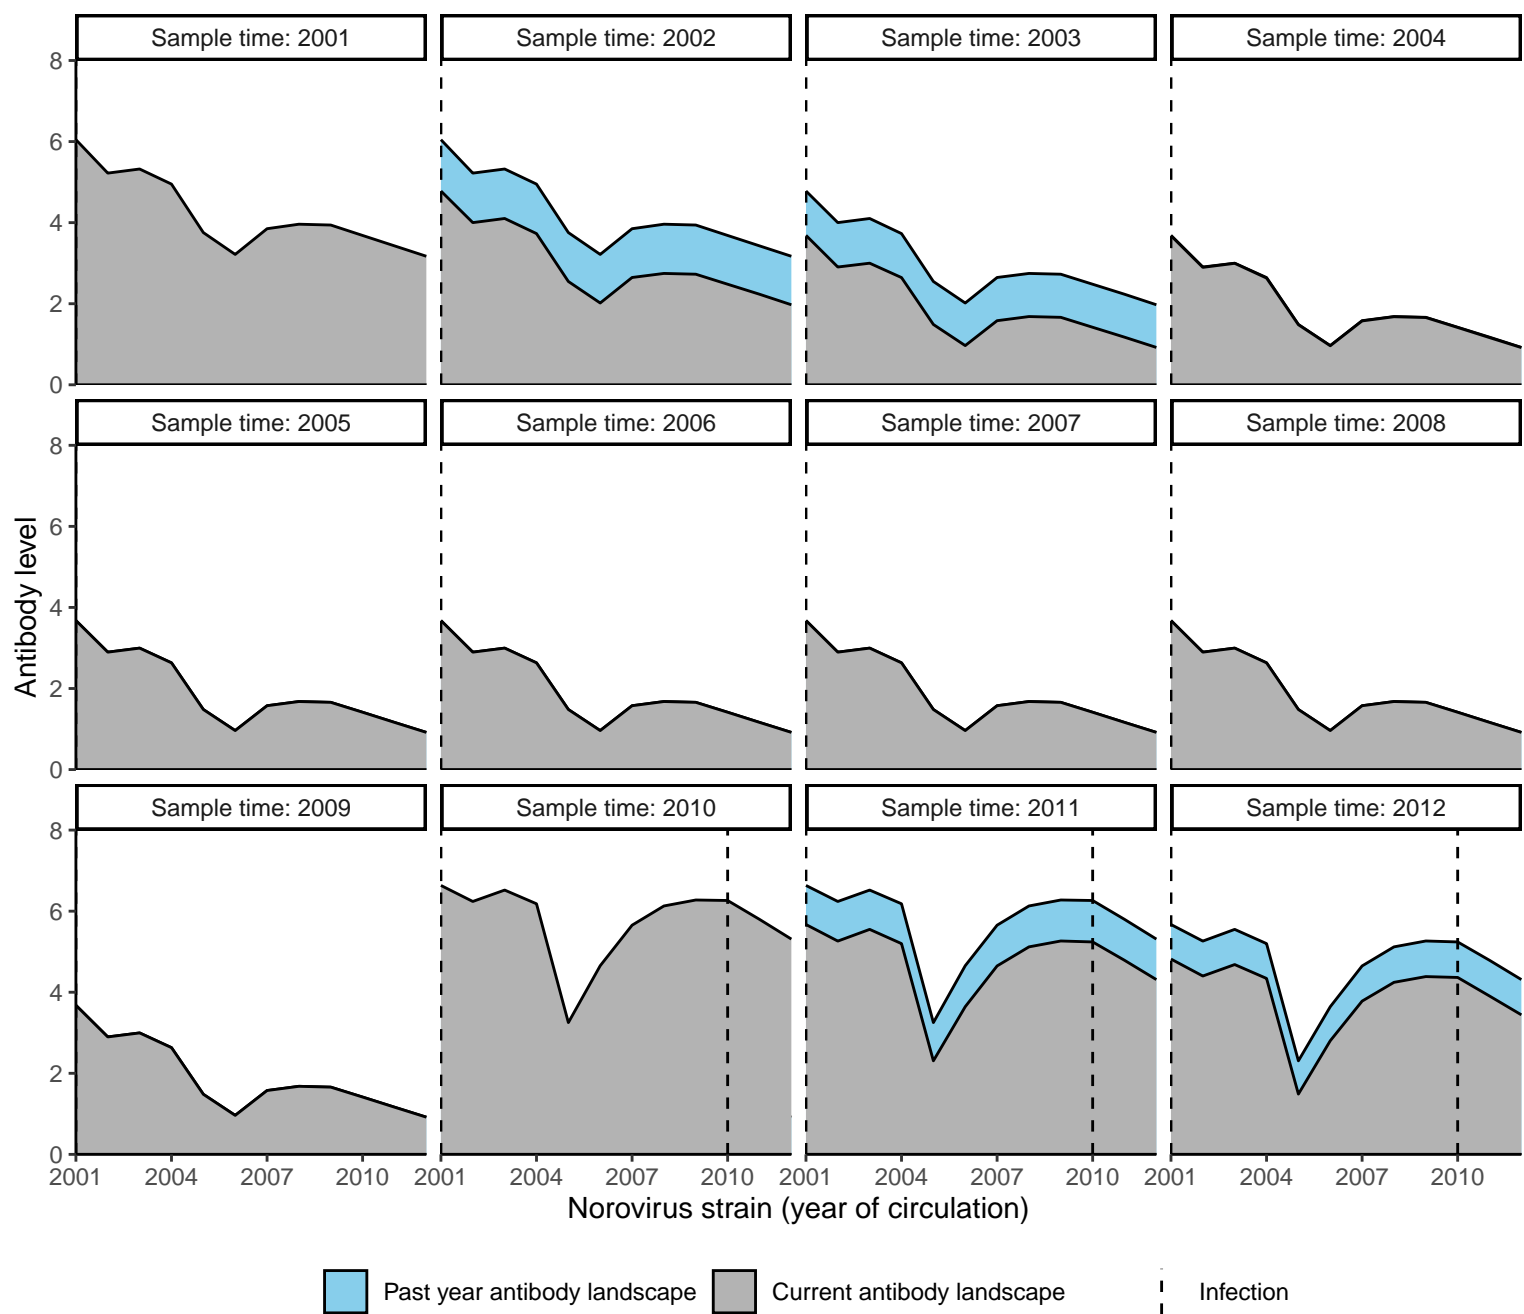 Sample time: 2001 Sample time: 2002 Sample time: 2003 Sample time: 2004
8
6
4
2
0
Sample time: 2005 Sample time: 2006 Sample time: 2007 Sample time: 2008
8
6
4
2
0
Antibody level
Sample time: 2009 Sample time: 2010 Sample time: 2011 Sample time: 2012
8
6
4
2
0
2001 2004 2007 2010 2001 2004 2007 2010 2001 2004 2007 2010 2001 2004 2007 2010
Norovirus strain (year of circulation)
Past year antibody landscape Current antibody landscape Infection